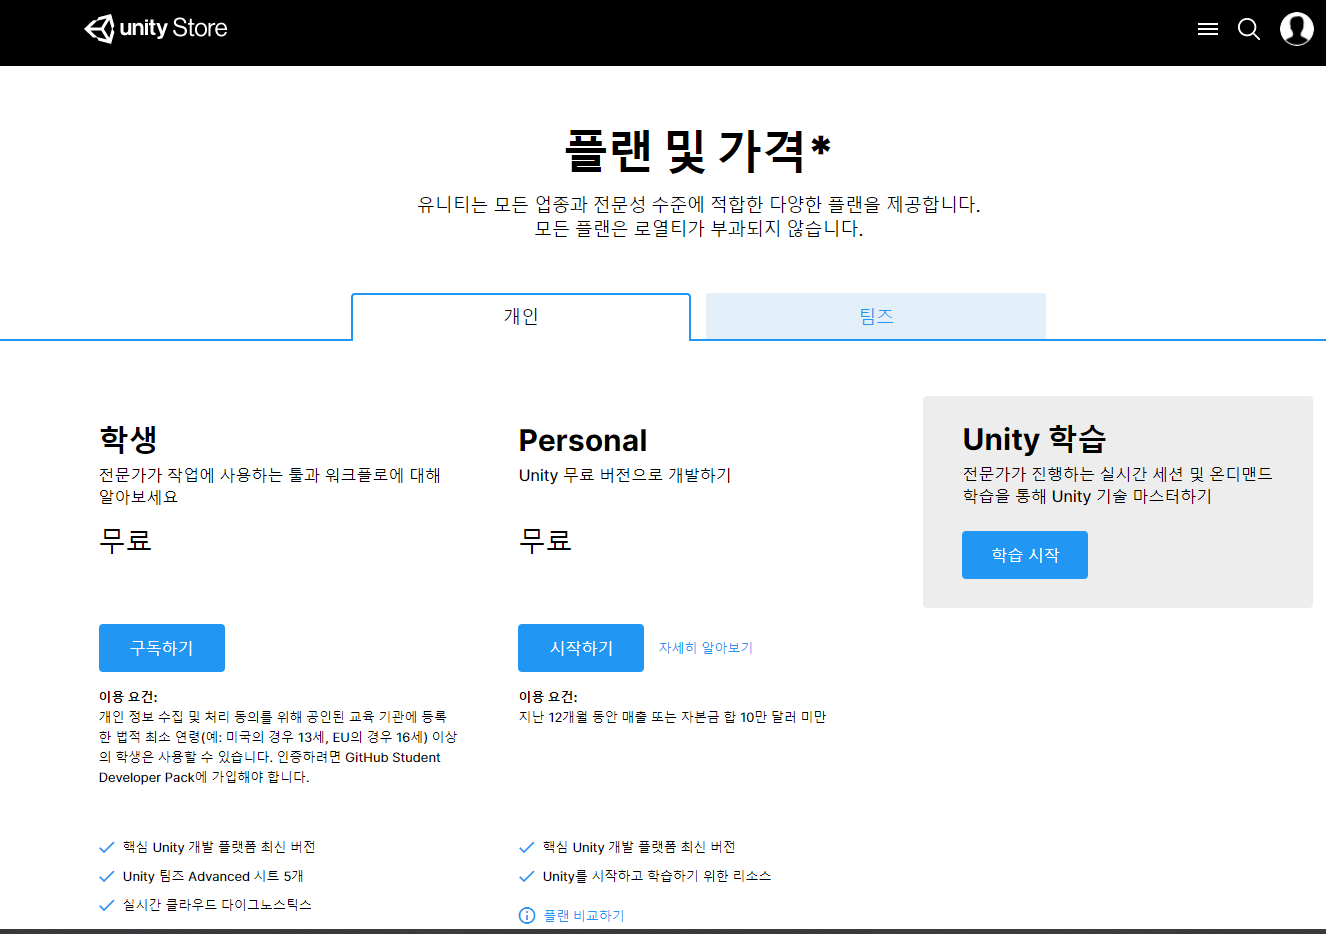 unity Store
플랜 및 가격*
유니티는 모든 업종과 전문성 수준에 적합한 다양한 플랜을 제공합니다.
모든 플랜은 로열티가 부과되지 않습니다.
개인
팀즈
학생
전문가가 작업에 사용하는 툴과 워크플로에 대해
알아보세요
무료
구독하기
이용 요건:
개인 정보 수집 및 처리 동의를 위해 공인된 교육 기관에 등록
한 법적 최소 연령(예: 미국의 경우 13세, EU의 경우 16세) 이상
의 학생은 사용할 수 있습니다. 인증하려면 GitHub Student
Developer Pack에 가입해야 합니다.
핵심 Unity 개발 플랫폼 최신 버전
Unity 팀즈 Advanced 시트 5개
실시간 클라우드 다이그노스틱스
Personal
Unity 무료 버전으로 개발하기
무료
시작하기
자세히 알아보기
이용 요건:
지난 12개월 동안 매출 또는 자본금 합 10만 달러 미만
핵심 Unity 개발 플랫폼 최신 버전
Unity를 시작하고 학습하기 위한 리소스
플랜 비교하기
Unity 학습
전문가가 진행하는 실시간 세션 및 온디맨드
학습을 통해 Unity 기술 마스터하기
학습 시작